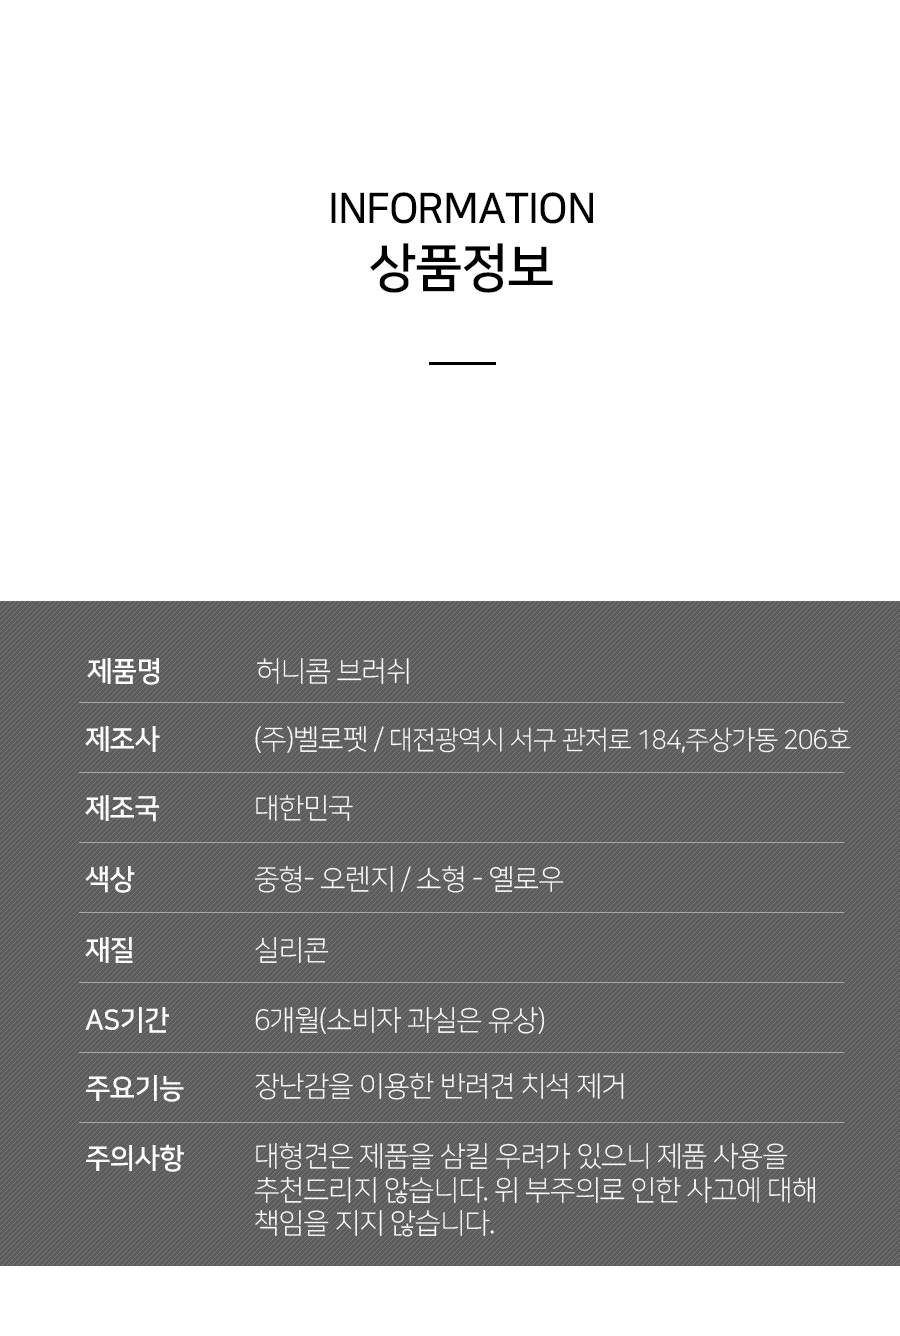 INFORMATION
상품정보
제품명 허니콤 브러쉬
제조사 (주)벨로펫 / 대전광역시 서구 관저로 184,주상가동 206호
제조국 대한민국
색상 중형- 오렌지 / 소형 - 옐로우
재질 실리콘
AS기간 6개월(소비자 과실은 유상)
주요기능 장난감을 이용한 반려견 치석 제거
주의사항 대형견은 제품을 삼킬 우려가 있으니 제품 사용을
추천드리지 않습니다. 위 부주의로 인한 사고에 대해
책임을 지지 않습니다.